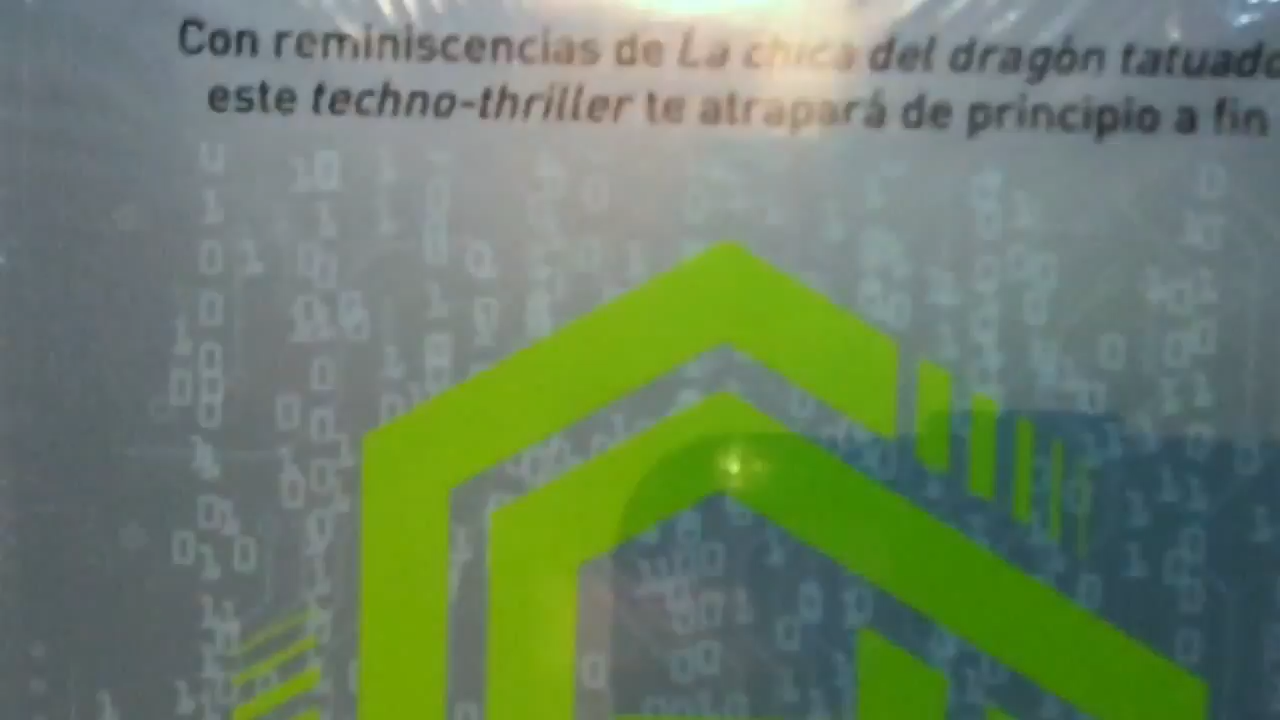 Con reminiscencias de La chica del dragón tatuado
este techno-thriller te atrapará de principio a fin